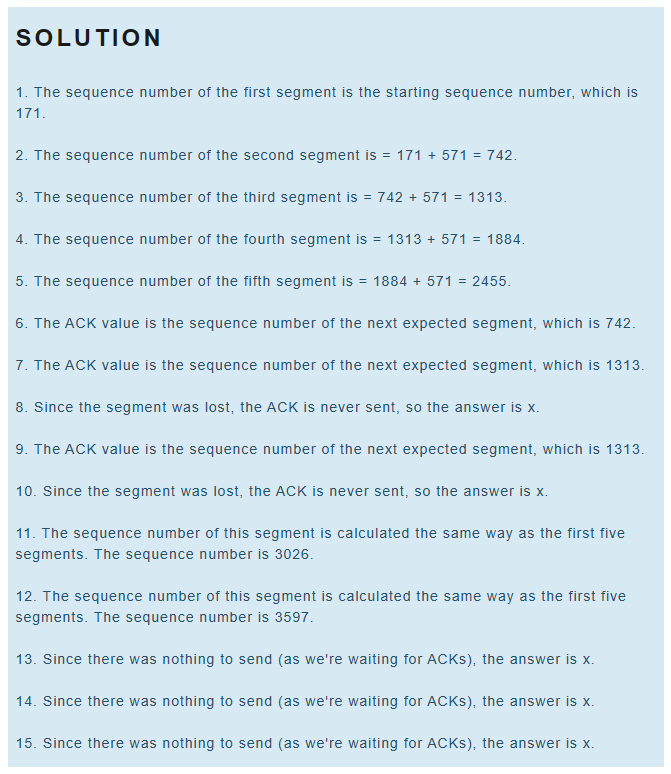 SOLUTION
1. The sequence number of the first segment is the starting sequence number, which is
171.
2. The sequence number of the second segment is = 171 + 571 = 742.
3. The sequence number of the third segment is = 742 + 571 = 1313.
4. The sequence number of the fourth segment is = 1313 + 571 = 1884.
5. The sequence number of the fifth segment is = 1884 + 571 = 2455.
6. The ACK value is the sequence number of the next expected segment, which is 742.
7. The ACK value is the sequence number of the next expected segment, which is 1313.
8. Since the segment was lost, the ACK is never sent, so the answer is x.
9. The ACK value is the sequence number of the next expected segment, which is 1313.
10. Since the segment was lost, the ACK is never sent, so the answer is x.
11. The sequence number of this segment is calculated the same way as the first five
segments. The sequence number is 3026.
12. The sequence number of this segment is calculated the same way as the first five
segments. The sequence number is 3597.
13. Since there was nothing to send (as we're waiting for ACKs), the answer is x.
14. Since there was nothing to send (as we're waiting for ACKs), the answer is x.
15. Since there was nothing to send (as we're waiting for ACKs), the answer is x.